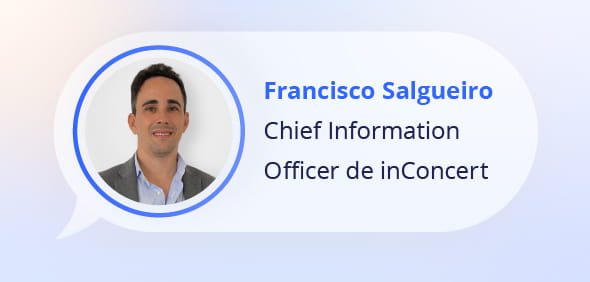 Francisco Salgueiro
Chief Information
Officer de inConcert